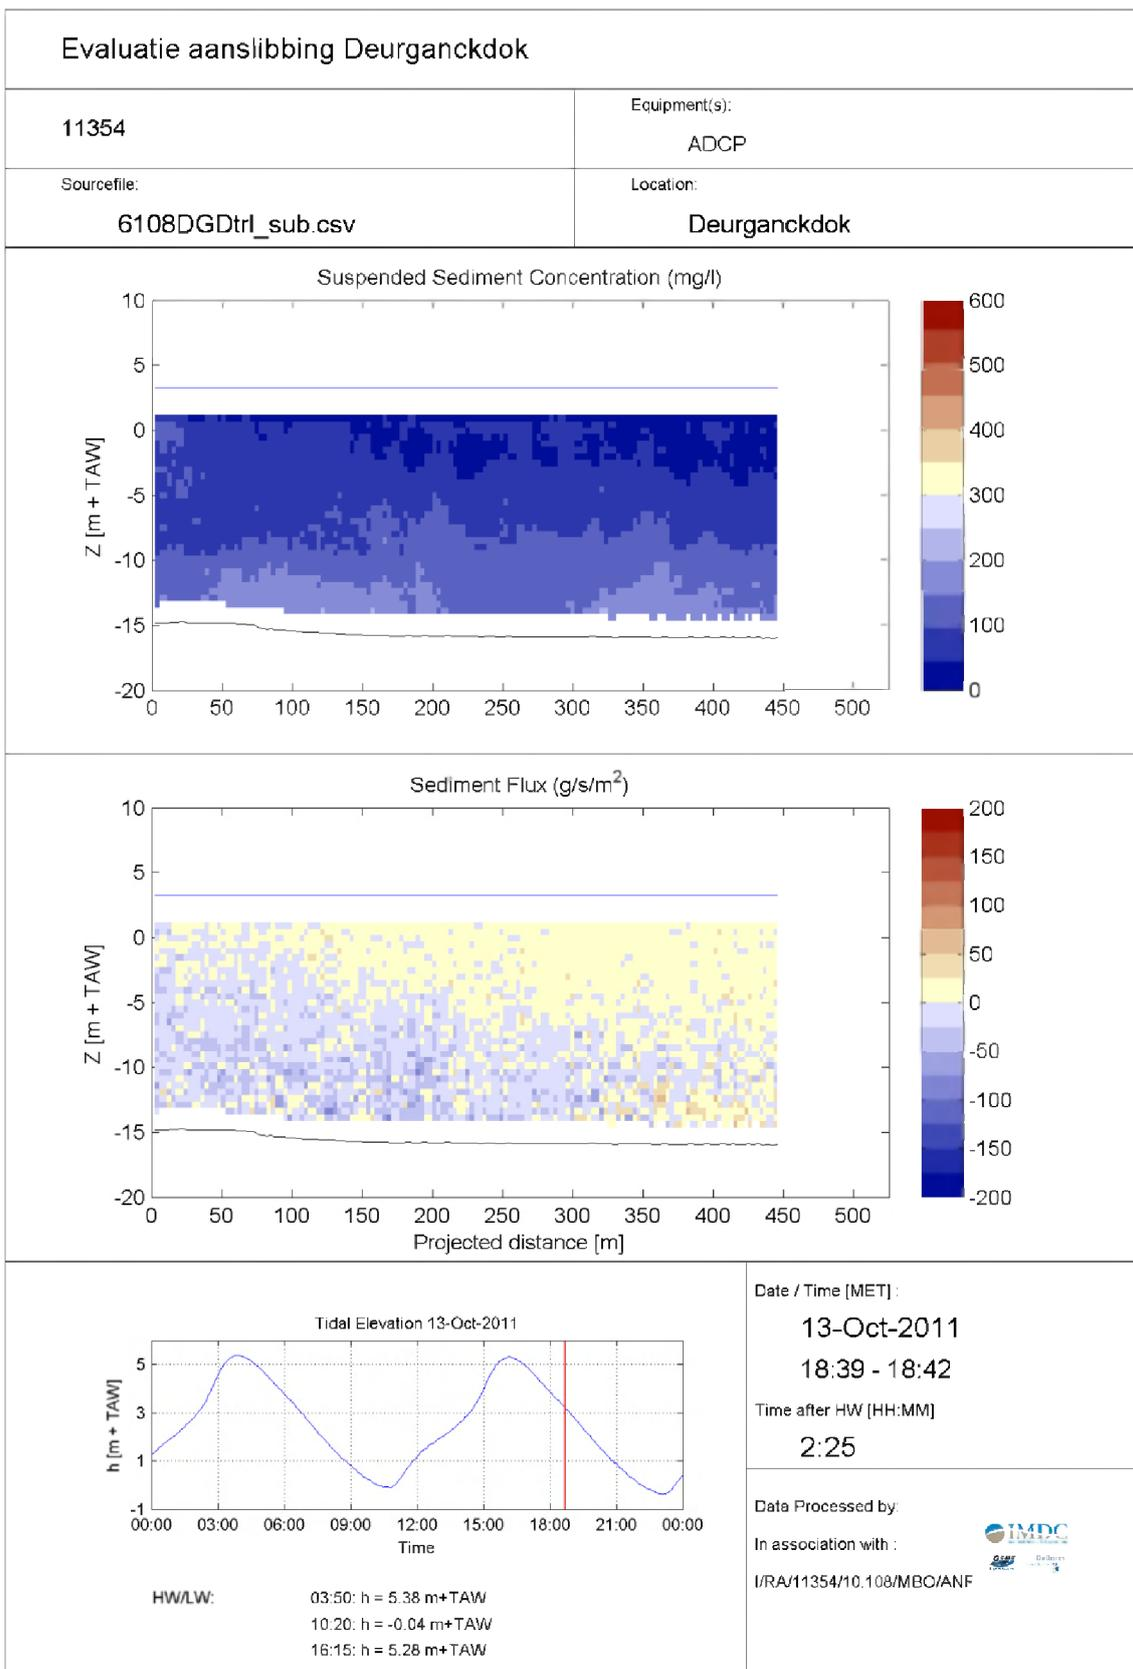 Evaluatie aanslibbing Deurganckdok
11354
Equipment(s):
ADCP
Sourcefile:
6108DGDtrI_sub.csv
Location:
Deurganckdok
Suspended Sediment Concentration (mg/l)
10
5
0
-5
-10
-15
-20
Z [m + TAW]
0 50 100 150 200 250 300 350 400 450 500
600
500
400
300
200
100
0
Sediment Flux (g/s/m²)
10
5
0
-5
-10
-15
-20
Z [m + TAW]
0 50 100 150 200 250 300 350 400 450 500
Projected distance [m]
200
150
100
50
0
-50
-100
-150
-200
Tidal Elevation 13-Oct-2011
5
3
1
-1
h [m + TAW]
00:00 03:00 06:00 09:00 12:00 15:00 18:00 21:00 00:00
Time
HW/LW:
03:50: h = 5.38 m+TAW
10:20: h = -0.04 m+TAW
16:15: h = 5.28 m+TAW
Date / Time [MET] :
13-Oct-2011
18:39 - 18:42
Time after HW [HH:MM]
2:25
Data Processed by:
In association with :
IMDC
I/RA/11354/10.108/MBO/ANF